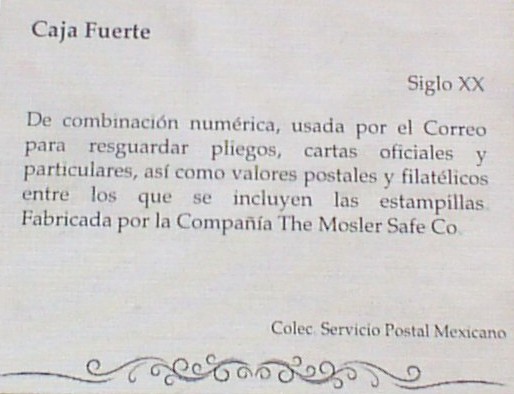 Caja Fuerte
Siglo XX
De combinación numérica, usada por el Correo
para resguardar pliegos, cartas oficiales y
particulares, así como valores postales y filatélicos
entre los que se incluyen las estampillas.
Fabricada por la Compañía The Mosler Safe Co.
Colec. Servicio Postal Mexicano